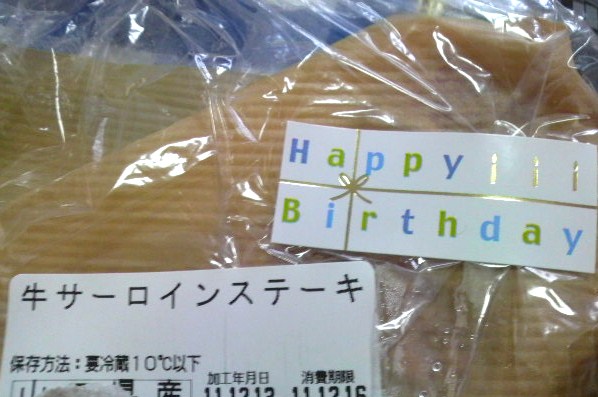 Happy!!!
Birthday
牛サーロインステーキ
保存方法：要冷蔵10℃以下
加工年月日 消費期限
産 11.12.12 11.12.16